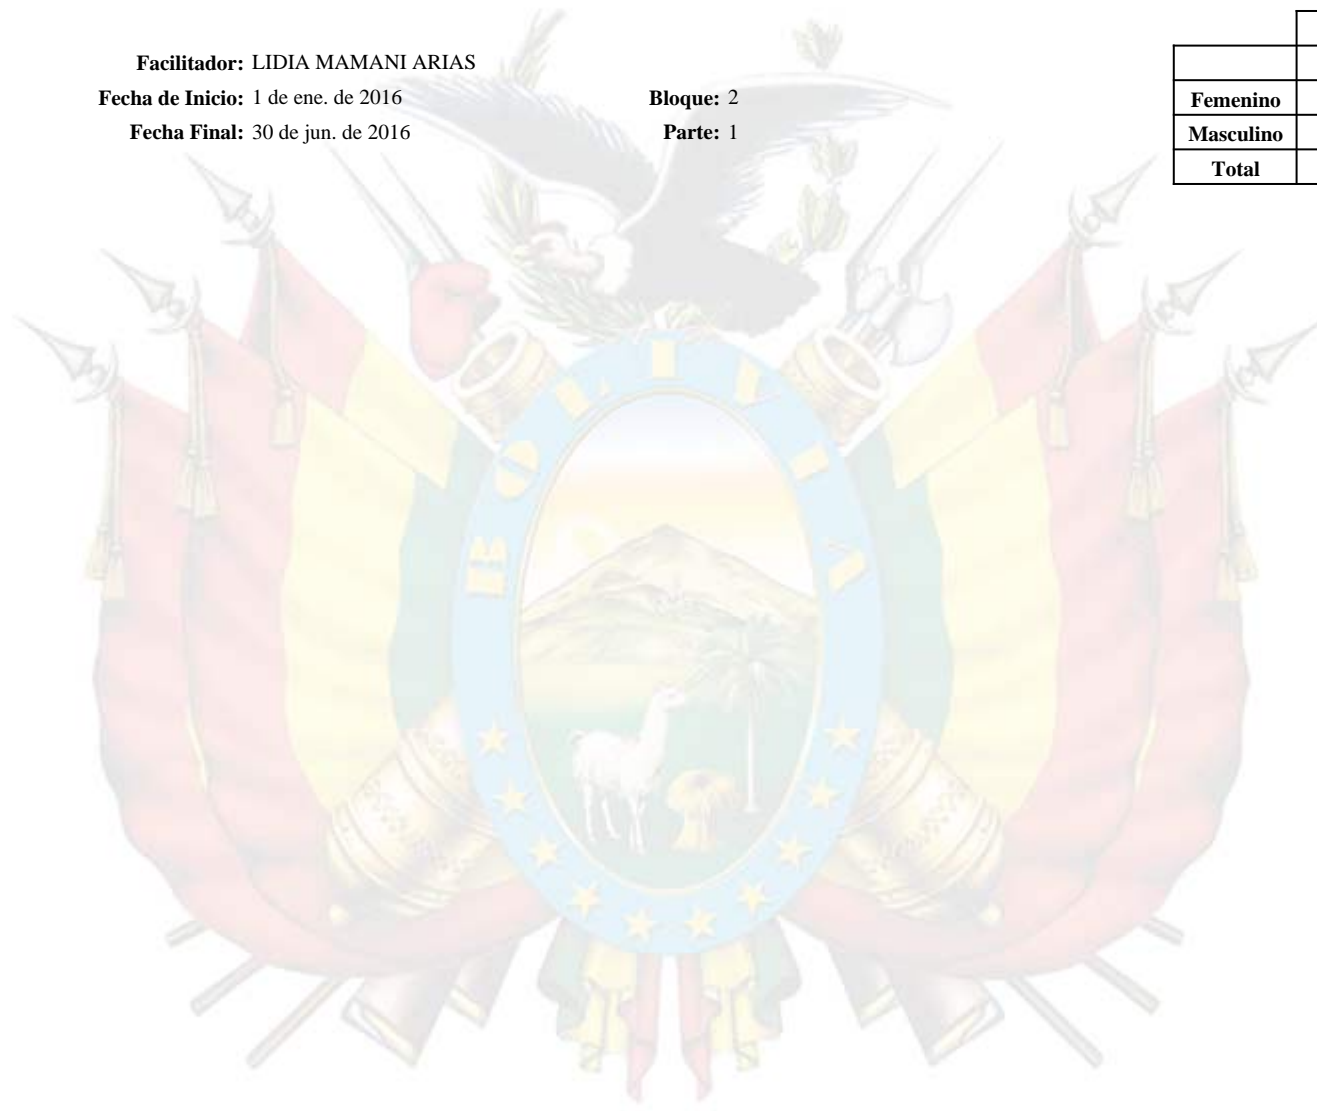 Facilitador: LIDIA MAMANI ARIAS
Fecha de Inicio: 1 de ene. de 2016 Bloque: 2
Fecha Final: 30 de jun. de 2016 Parte: 1
Femenino
Masculino
Total
BOLIVIA